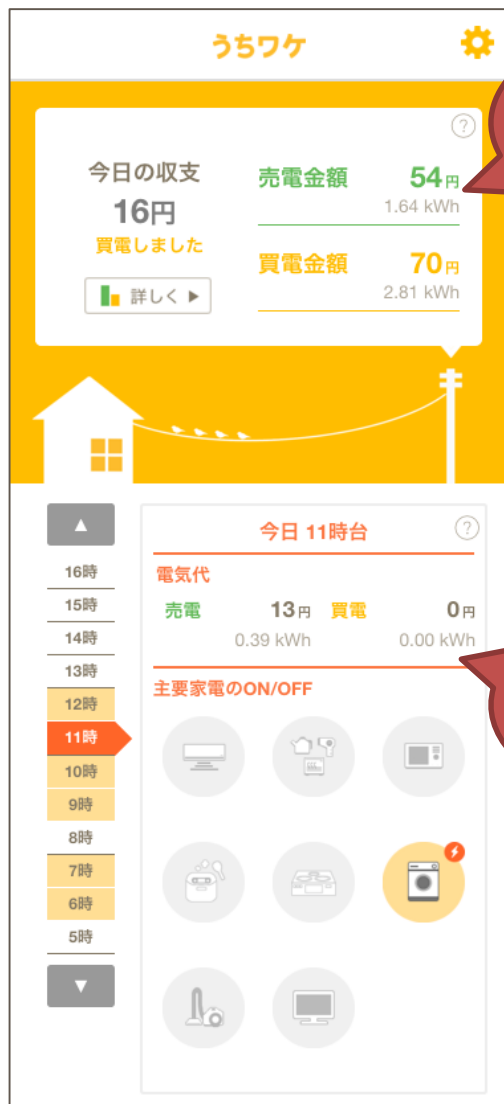 うちワケ
?
今日の収支
16円
買電しました
詳しく ▶
売電金額 54円
1.64 kWh
買電金額 70円
2.81 kWh
▲
16時
15時
14時
13時
12時
11時
10時
9時
8時
7時
6時
5時
▼
今日 11時台 ?
電気代
売電 13円 買電 0円
0.39 kWh 0.00 kWh
主要家電のON/OFF